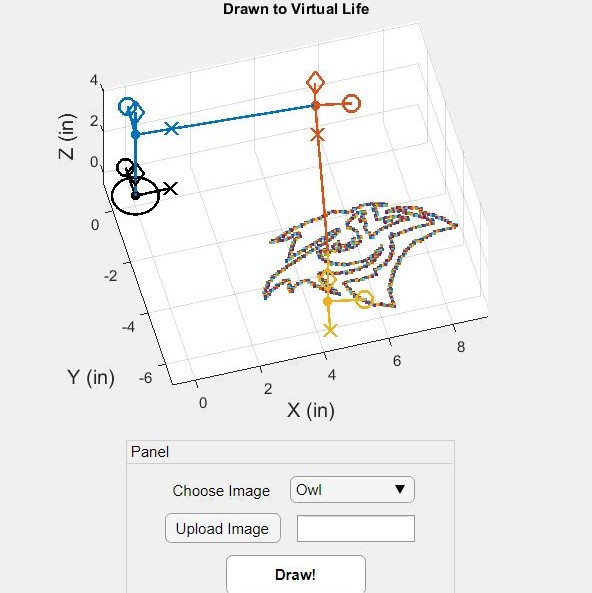 Drawn to Virtual Life
4
2
0
Z (in)
0
-2
-4
-6
Y (in)
0
2
4
6
8
X (in)
Panel
Choose Image Owl
Upload Image
Draw!